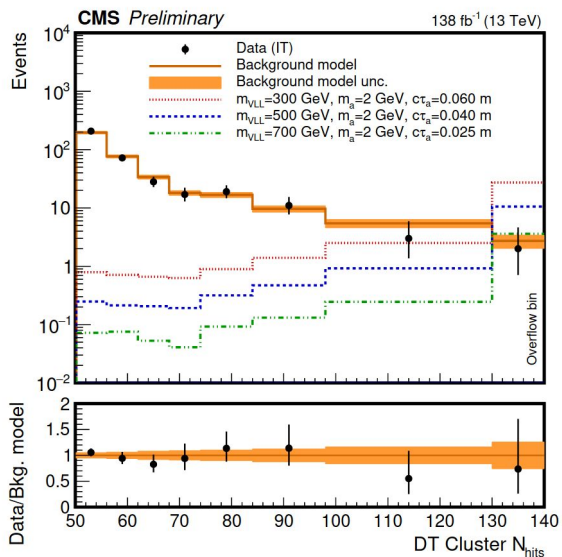 CMS Preliminary 138 fb⁻¹ (13 TeV)
Events
Data (IT)
Background model
Background model unc.
m_VLL=300 GeV, m_a=2 GeV, cτ_a=0.060 m
m_VLL=500 GeV, m_a=2 GeV, cτ_a=0.040 m
m_VLL=700 GeV, m_a=2 GeV, cτ_a=0.025 m
10⁴
10³
10²
10
1
10⁻¹
10⁻²
Overflow bin
Data/Bkg. model
2
1.5
1
0.5
0
50 60 70 80 90 100 110 120 130 140
DT Cluster N_hits